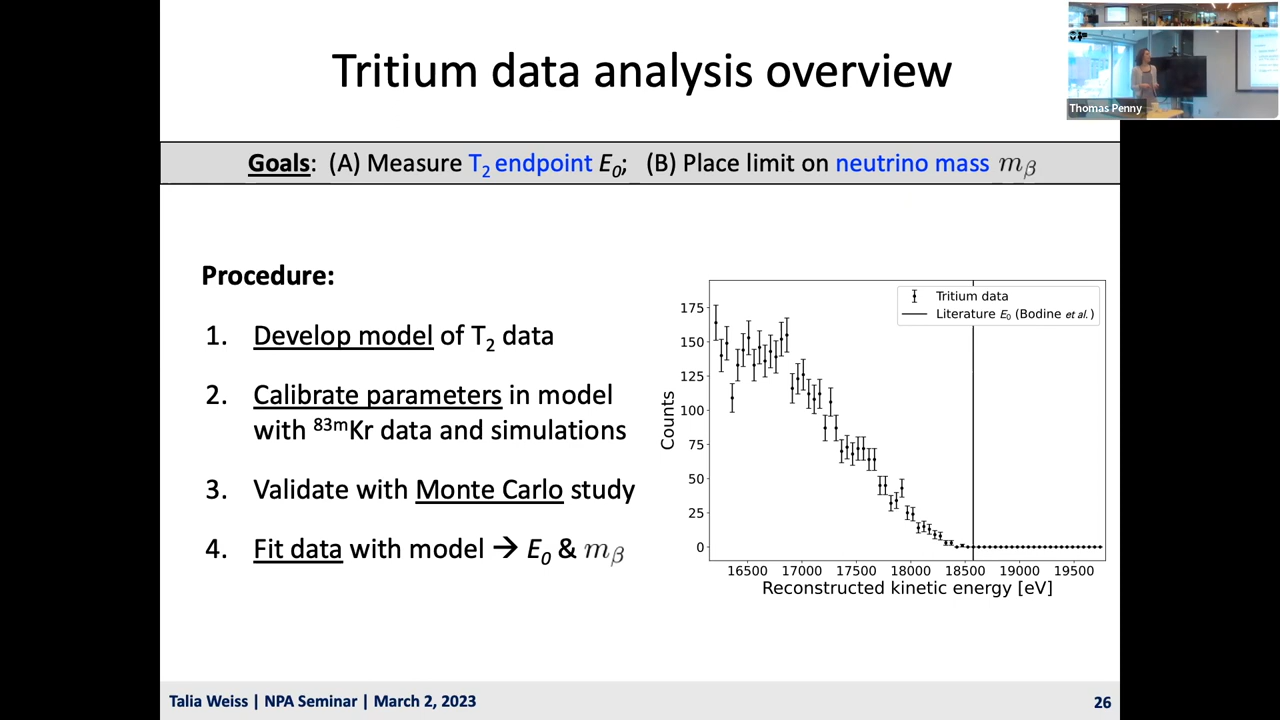 Tritium data analysis overview
Thomas Penny
Goals: (A) Measure T₂ endpoint E₀; (B) Place limit on neutrino mass mᵦ
Procedure:
1. Develop model of T₂ data
2. Calibrate parameters in model
with ⁸³ᵐKr data and simulations
3. Validate with Monte Carlo study
4. Fit data with model → E₀ & mᵦ
Tritium data
Literature E₀ (Bodine et al.)
Counts
175
150
125
100
75
50
25
0
16500 17000 17500 18000 18500 19000 19500
Reconstructed kinetic energy [eV]
Talia Weiss | NPA Seminar | March 2, 2023
26